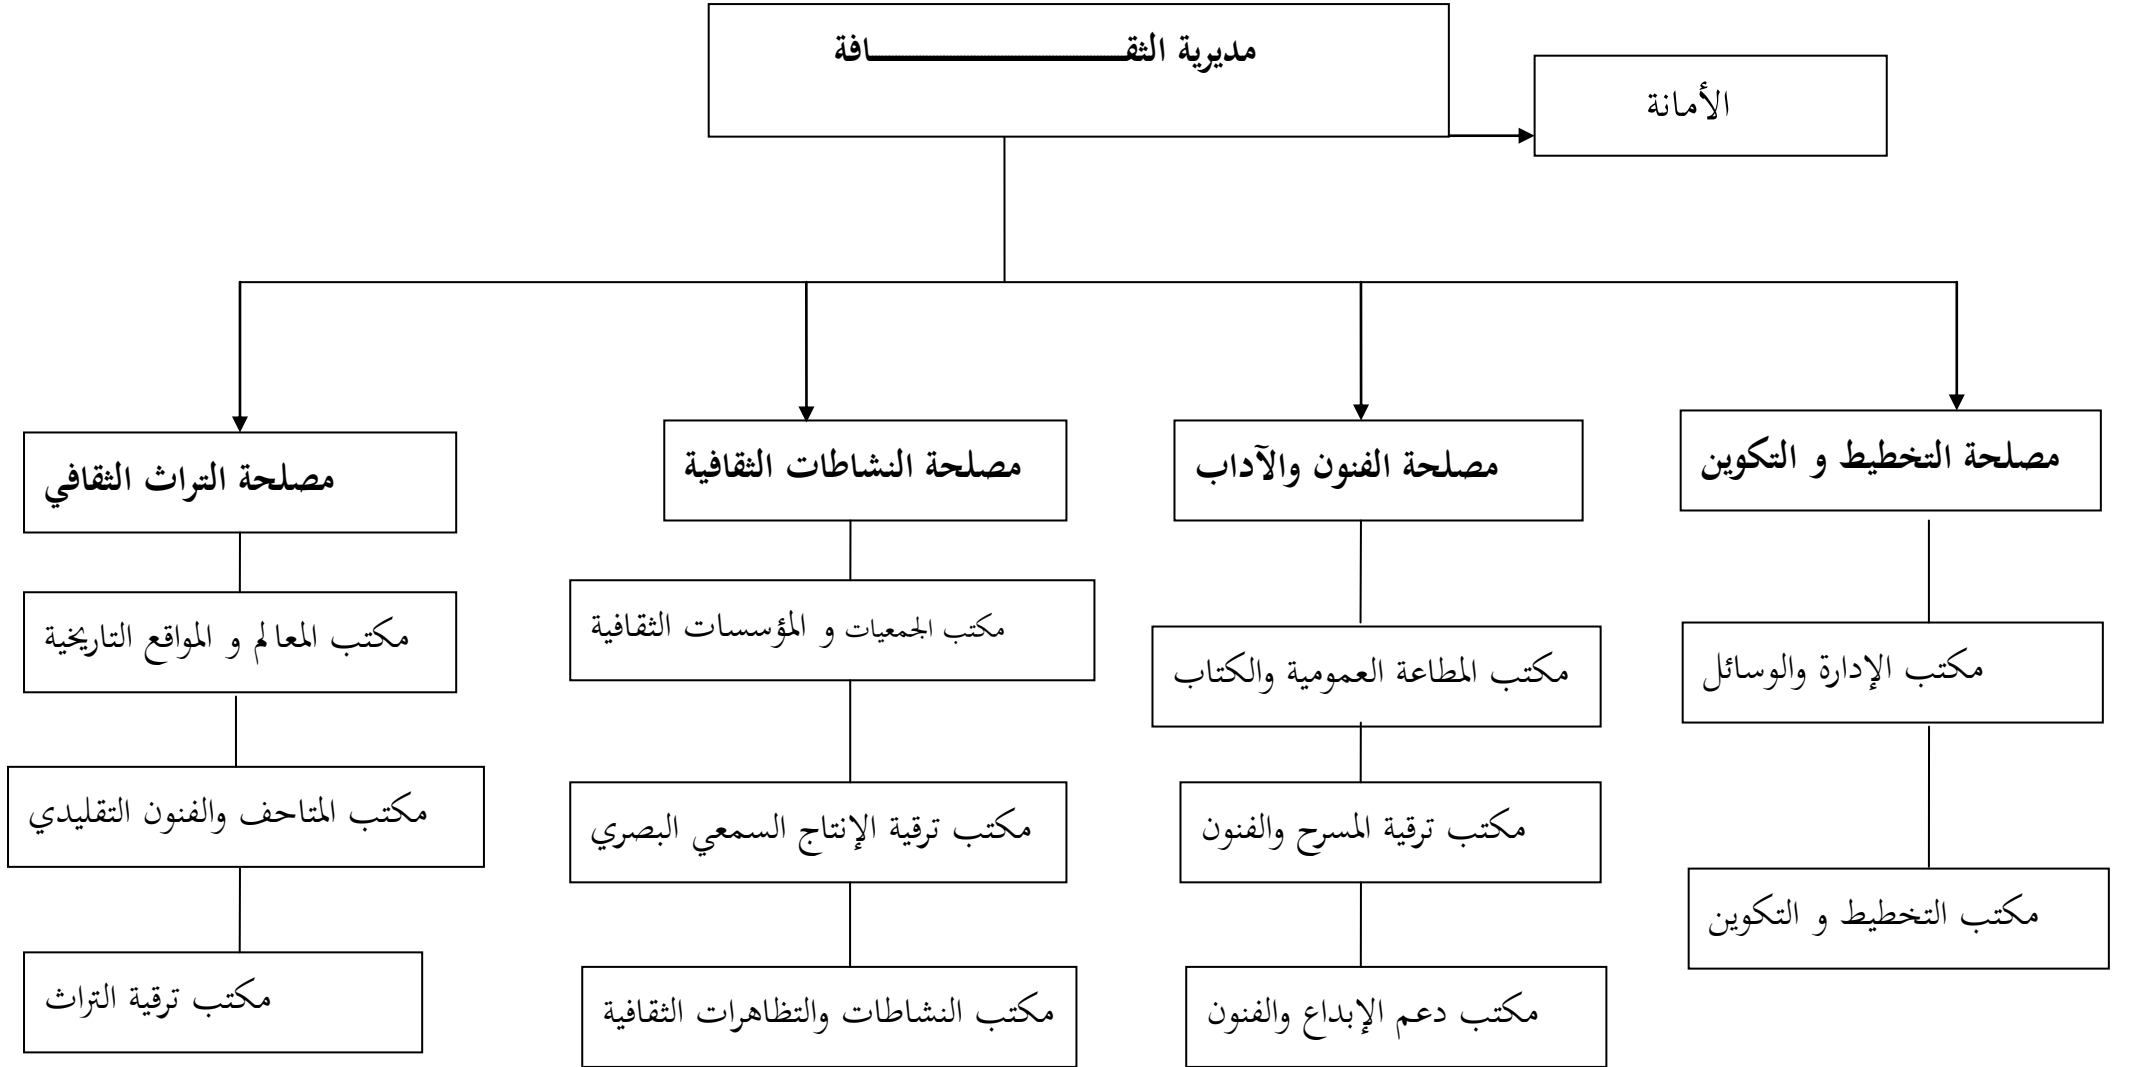 مديرية الثقـــــــــــــــــــــافة
الأمانة
مصلحة التخطيط و التكوين
مصلحة الفنون والآداب
مصلحة النشاطات الثقافية
مصلحة التراث الثقافي
مكتب الإدارة والوسائل
مكتب المطاعة العمومية والكتاب
مكتب الجمعيات و المؤسسات الثقافية
مكتب المعالم و المواقع التاريخية
مكتب التخطيط و التكوين
مكتب ترقية المسرح والفنون
مكتب ترقية الإنتاج السمعي البصري
مكتب المتاحف والفنون التقليدي
مكتب دعم الإبداع والفنون
مكتب النشاطات والتظاهرات الثقافية
مكتب ترقية التراث